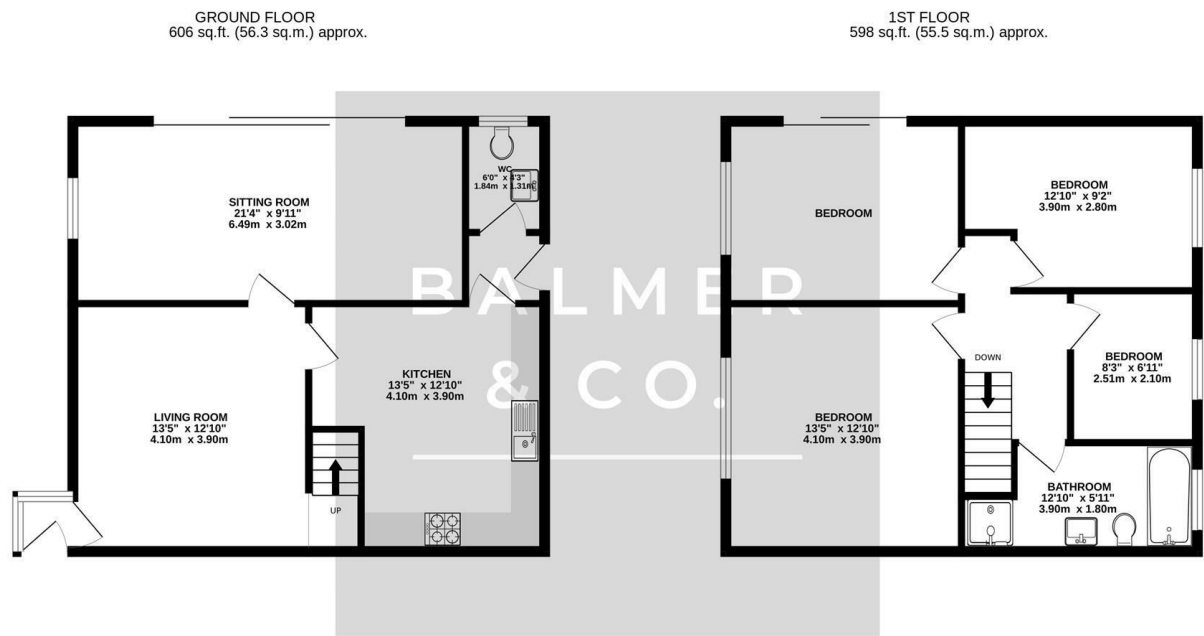 GROUND FLOOR
606 sq.ft. (56.3 sq.m.) approx.
1ST FLOOR
598 sq.ft. (55.5 sq.m.) approx.
SITTING ROOM
21'4" x 9'11"
6.49m x 3.02m
WC
6'0" x 4'3"
1.84m x 1.31m
LIVING ROOM
13'5" x 12'10"
4.10m x 3.90m
KITCHEN
13'5" x 12'10"
4.10m x 3.90m
UP
BALMER
& CO.
BEDROOM
BEDROOM
12'10" x 9'2"
3.90m x 2.80m
DOWN
BEDROOM
8'3" x 6'11"
2.51m x 2.10m
BEDROOM
13'5" x 12'10"
4.10m x 3.90m
BATHROOM
12'10" x 5'11"
3.90m x 1.80m